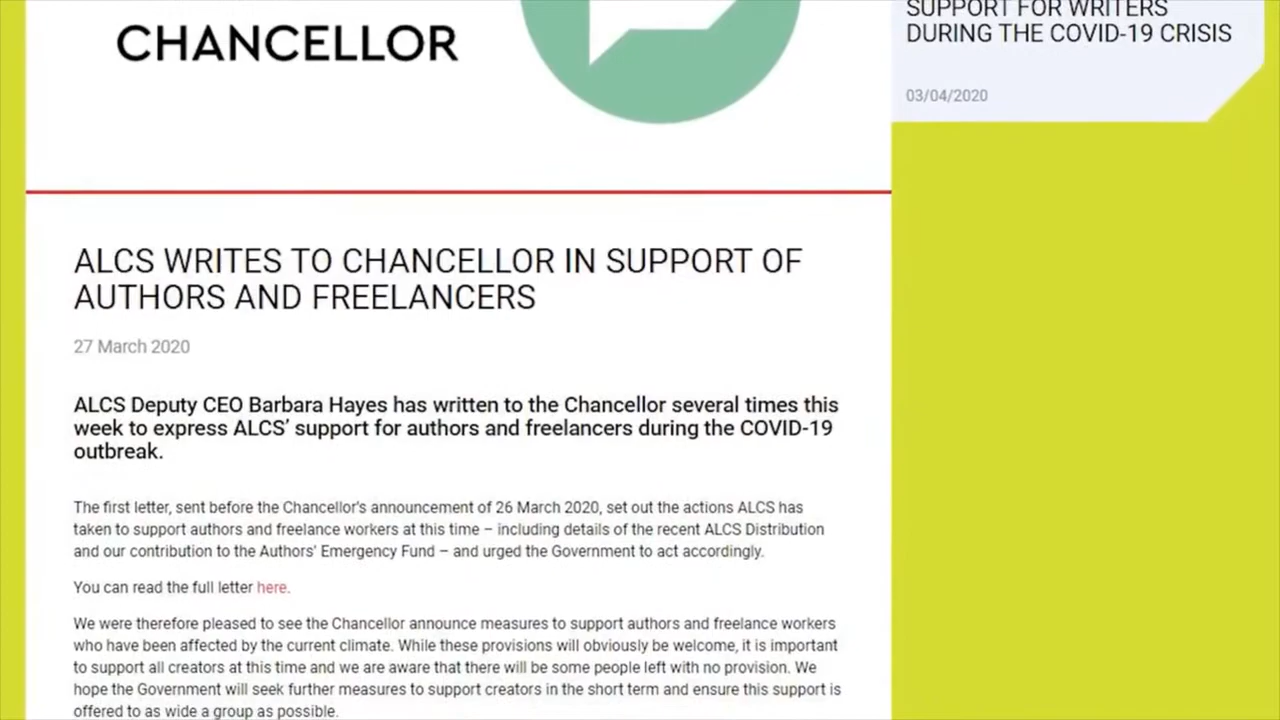 CHANCELLOR
SUPPORT FOR WRITERS
DURING THE COVID-19 CRISIS
03/04/2020
ALCS WRITES TO CHANCELLOR IN SUPPORT OF
AUTHORS AND FREELANCERS
27 March 2020
ALCS Deputy CEO Barbara Hayes has written to the Chancellor several times this
week to express ALCS’ support for authors and freelancers during the COVID-19
outbreak.
The first letter, sent before the Chancellor's announcement of 26 March 2020, set out the actions ALCS has
taken to support authors and freelance workers at this time – including details of the recent ALCS Distribution
and our contribution to the Authors’ Emergency Fund – and urged the Government to act accordingly.
You can read the full letter here.
We were therefore pleased to see the Chancellor announce measures to support authors and freelance workers
who have been affected by the current climate. While these provisions will obviously be welcome, it is important
to support all creators at this time and we are aware that there will be some people left with no provision. We
hope the Government will seek further measures to support creators in the short term and ensure this support is
offered to as wide a group as possible.